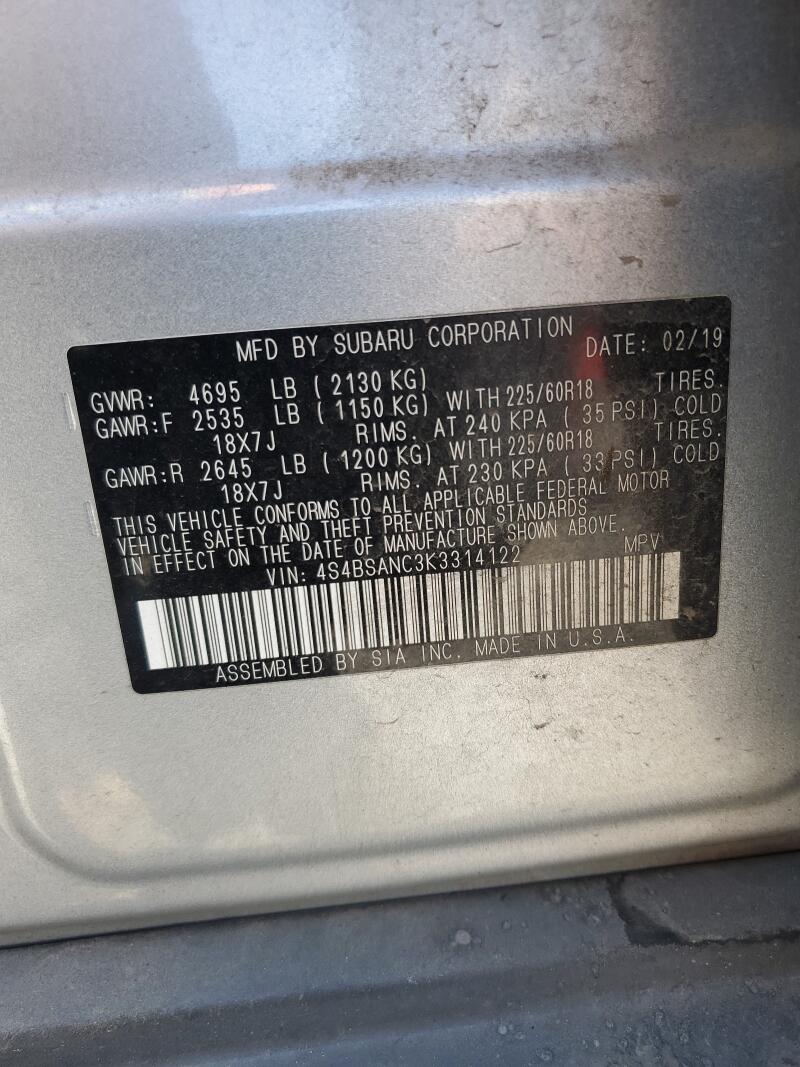 MFD BY SUBARU CORPORATION DATE: 02/19
GVWR: 4695 LB ( 2130 KG)
GAWR:F 2535 LB ( 1150 KG) WITH 225/60R18 TIRES.
18X7J RIMS. AT 240 KPA ( 35 PSI) COLD
GAWR:R 2645 LB ( 1200 KG) WITH 225/60R18 TIRES.
18X7J RIMS. AT 230 KPA ( 33 PSI) COLD
THIS VEHICLE CONFORMS TO ALL APPLICABLE FEDERAL MOTOR
VEHICLE SAFETY AND THEFT PREVENTION STANDARDS
IN EFFECT ON THE DATE OF MANUFACTURE SHOWN ABOVE.
VIN: 4S4BSANC3K3314122 MPV
ASSEMBLED BY SIA INC. MADE IN U.S.A.